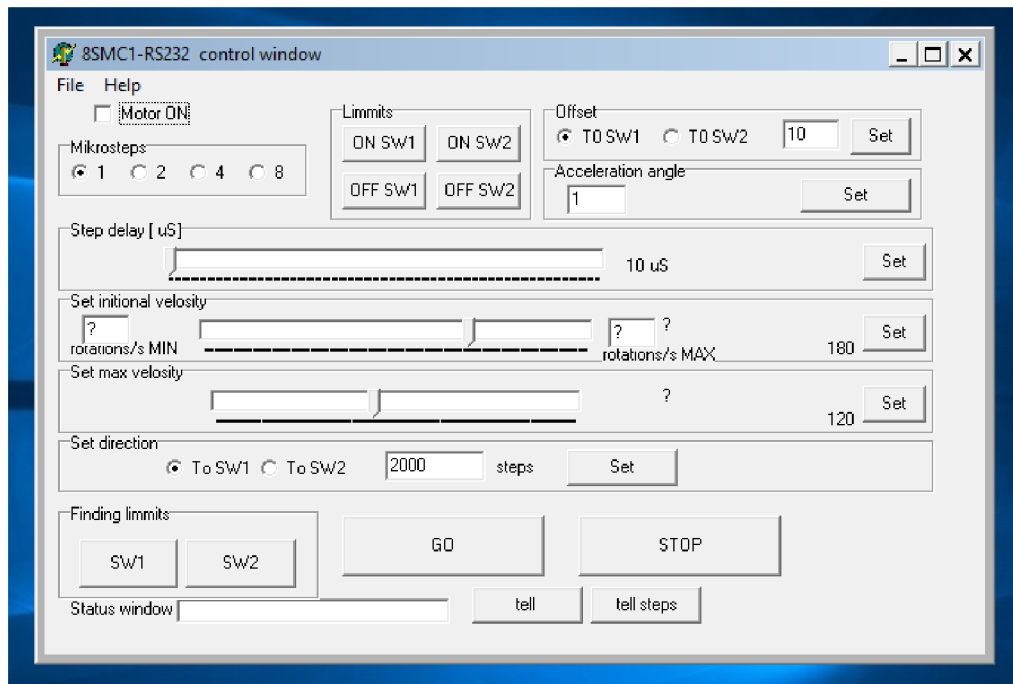 8SMC1-RS232 control window
File Help
Motor ON
Limmits
ON SW1 ON SW2
OFF SW1 OFF SW2
Offset
T0 SW1 T0 SW2 10 Set
Mikrosteps
1 2 4 8
Acceleration angle
1 Set
Step delay [ uS]
10 uS Set
Set initional velosity
? ? ? Set
rotations/s MIN rotations/s MAX 180
Set max velosity
? Set
120
Set direction
To SW1 To SW2 2000 steps Set
Finding limmits
SW1 SW2
GO STOP
Status window tell tell steps